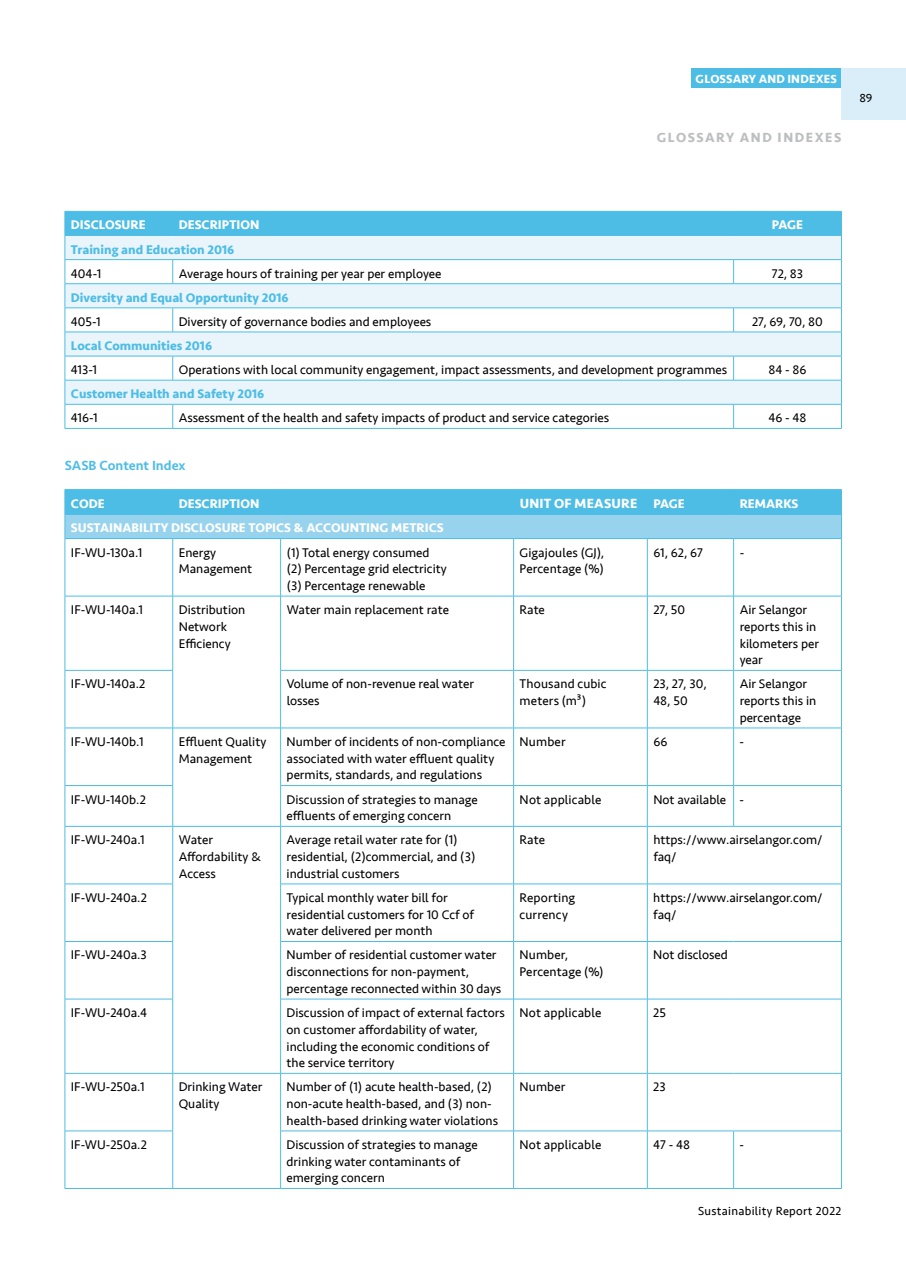 GLOSSARY AND INDEXES
89
GLOSSARY AND INDEXES
DISCLOSURE DESCRIPTION PAGE
Training and Education 2016
404-1 Average hours of training per year per employee 72, 83
Diversity and Equal Opportunity 2016
405-1 Diversity of governance bodies and employees 27, 69, 70, 80
Local Communities 2016
413-1 Operations with local community engagement, impact assessments, and development programmes 84 - 86
Customer Health and Safety 2016
416-1 Assessment of the health and safety impacts of product and service categories 46 - 48
SASB Content Index
CODE DESCRIPTION UNIT OF MEASURE PAGE REMARKS
SUSTAINABILITY DISCLOSURE TOPICS & ACCOUNTING METRICS
IF-WU-130a.1 Energy (1) Total energy consumed Gigajoules (GJ), 61, 62, 67 -
Management (2) Percentage grid electricity Percentage (%)
(3) Percentage renewable
IF-WU-140a.1 Distribution Water main replacement rate Rate 27, 50 Air Selangor
Network reports this in
Efficiency kilometers per
year
IF-WU-140a.2 Volume of non-revenue real water Thousand cubic 23, 27, 30, Air Selangor
losses meters (m³) 48, 50 reports this in
percentage
IF-WU-140b.1 Effluent Quality Number of incidents of non-compliance Number 66 -
Management associated with water effluent quality
permits, standards, and regulations
IF-WU-140b.2 Discussion of strategies to manage Not applicable Not available -
effluents of emerging concern
IF-WU-240a.1 Water Average retail water rate for (1) Rate https://www.airselangor.com/
Affordability & residential, (2)commercial, and (3) faq/
Access industrial customers
IF-WU-240a.2 Typical monthly water bill for Reporting https://www.airselangor.com/
residential customers for 10 Ccf of currency faq/
water delivered per month
IF-WU-240a.3 Number of residential customer water Number, Not disclosed
disconnections for non-payment, Percentage (%)
percentage reconnected within 30 days
IF-WU-240a.4 Discussion of impact of external factors Not applicable 25
on customer affordability of water,
including the economic conditions of
the service territory
IF-WU-250a.1 Drinking Water Number of (1) acute health-based, (2) Number 23
Quality non-acute health-based, and (3) non-
health-based drinking water violations
IF-WU-250a.2 Discussion of strategies to manage Not applicable 47 - 48 -
drinking water contaminants of
emerging concern
Sustainability Report 2022